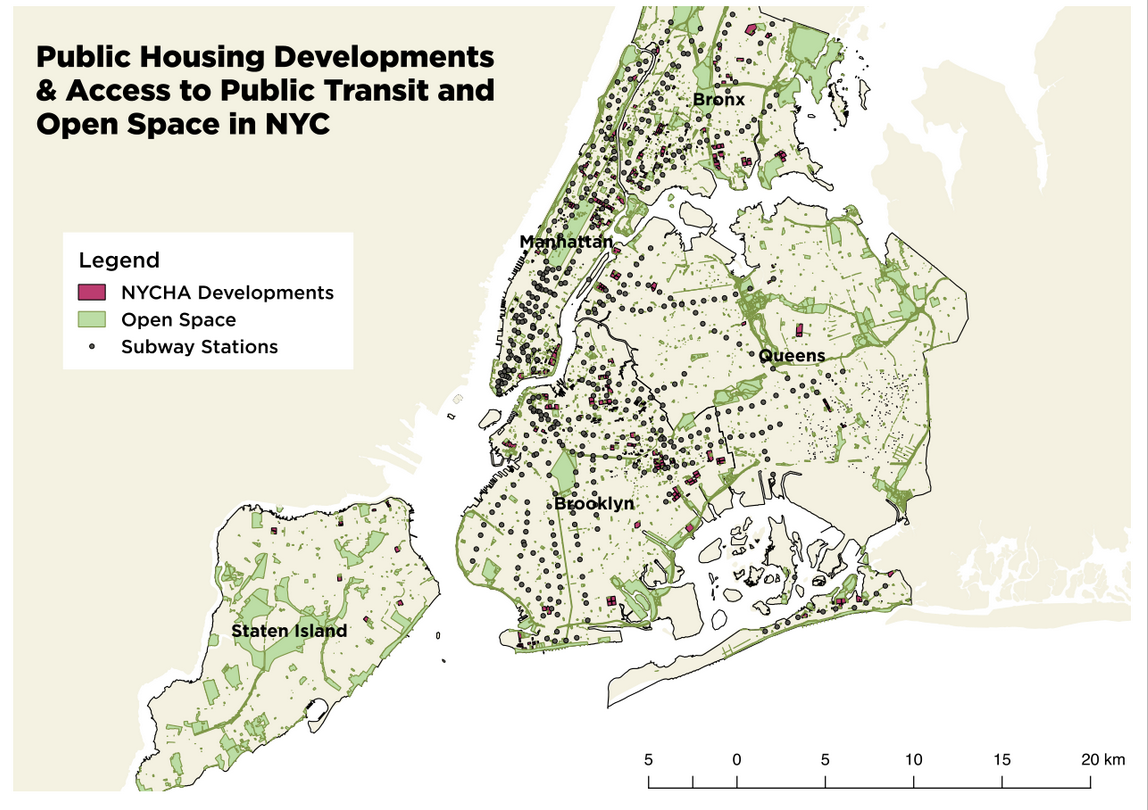 Public Housing Developments
& Access to Public Transit and
Open Space in NYC
Bronx
Manhattan
Legend
NYCHA Developments
Open Space
Subway Stations
Queens
Brooklyn
Staten Island
5 0 5 10 15 20 km